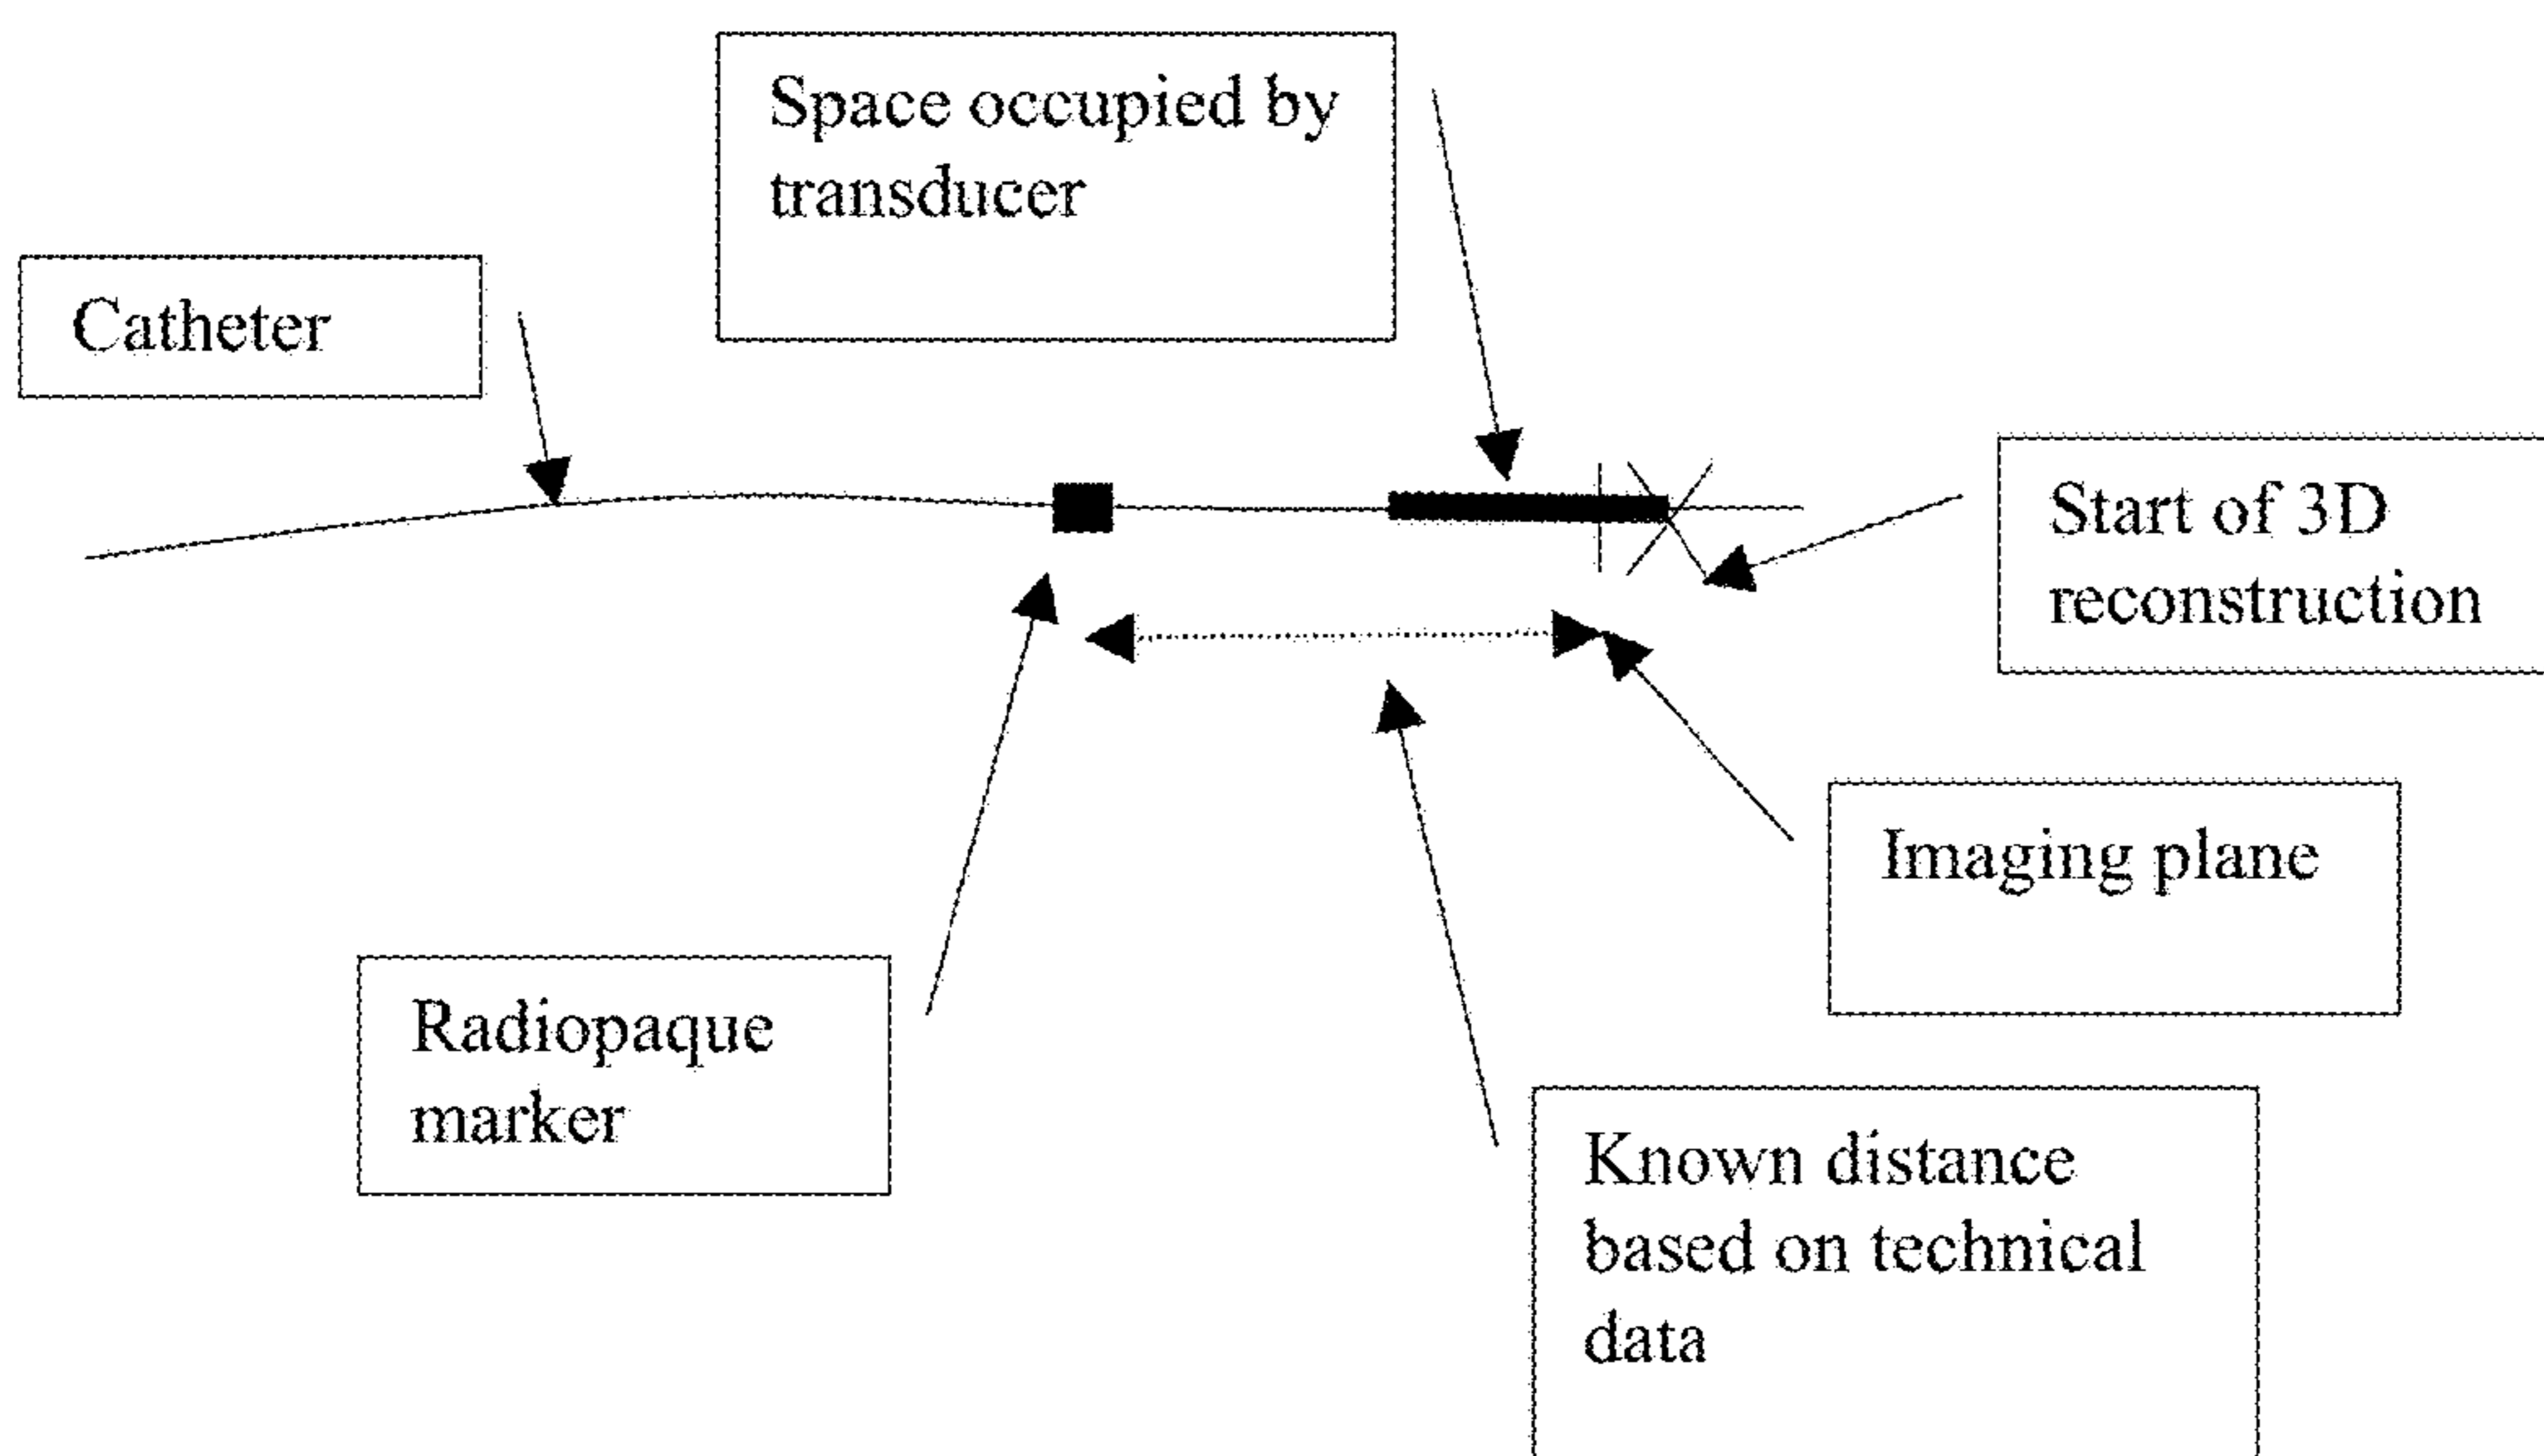 Space occupied by
transducer
Catheter
Start of 3D
reconstruction
Imaging plane
Radiopaque
marker
Known distance
based on technical
data